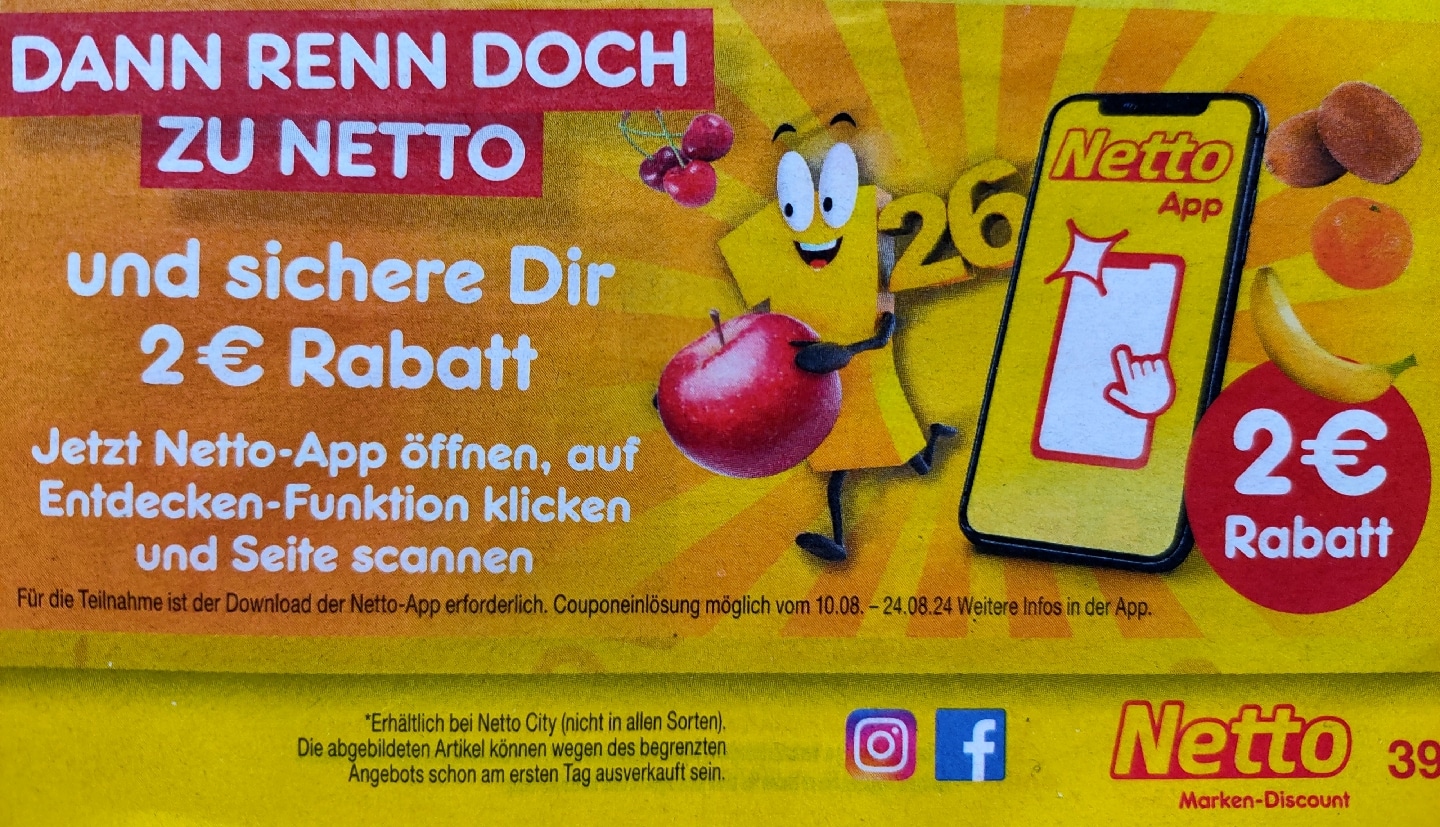 DANN RENN DOCH
ZU NETTO
und sichere Dir
2€ Rabatt
Jetzt Netto-App öffnen, auf
Entdecken-Funktion klicken
und Seite scannen
26
Netto
App
2€
Rabatt
Für die Teilnahme ist der Download der Netto-App erforderlich. Couponeinlösung möglich vom 10.08. – 24.08.24 Weitere Infos in der App.
*Erhältlich bei Netto City (nicht in allen Sorten).
Die abgebildeten Artikel können wegen des begrenzten
Angebots schon am ersten Tag ausverkauft sein.
Netto
Marken-Discount
39